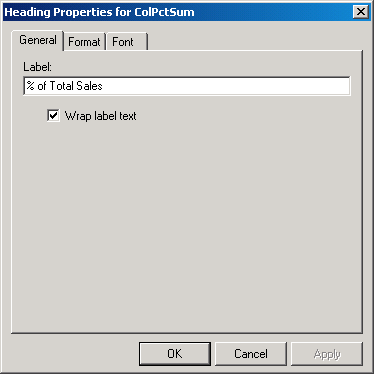 Heading Properties for ColPctSum
General Format Font
Label:
% of Total Sales
Wrap label text
OK Cancel Apply